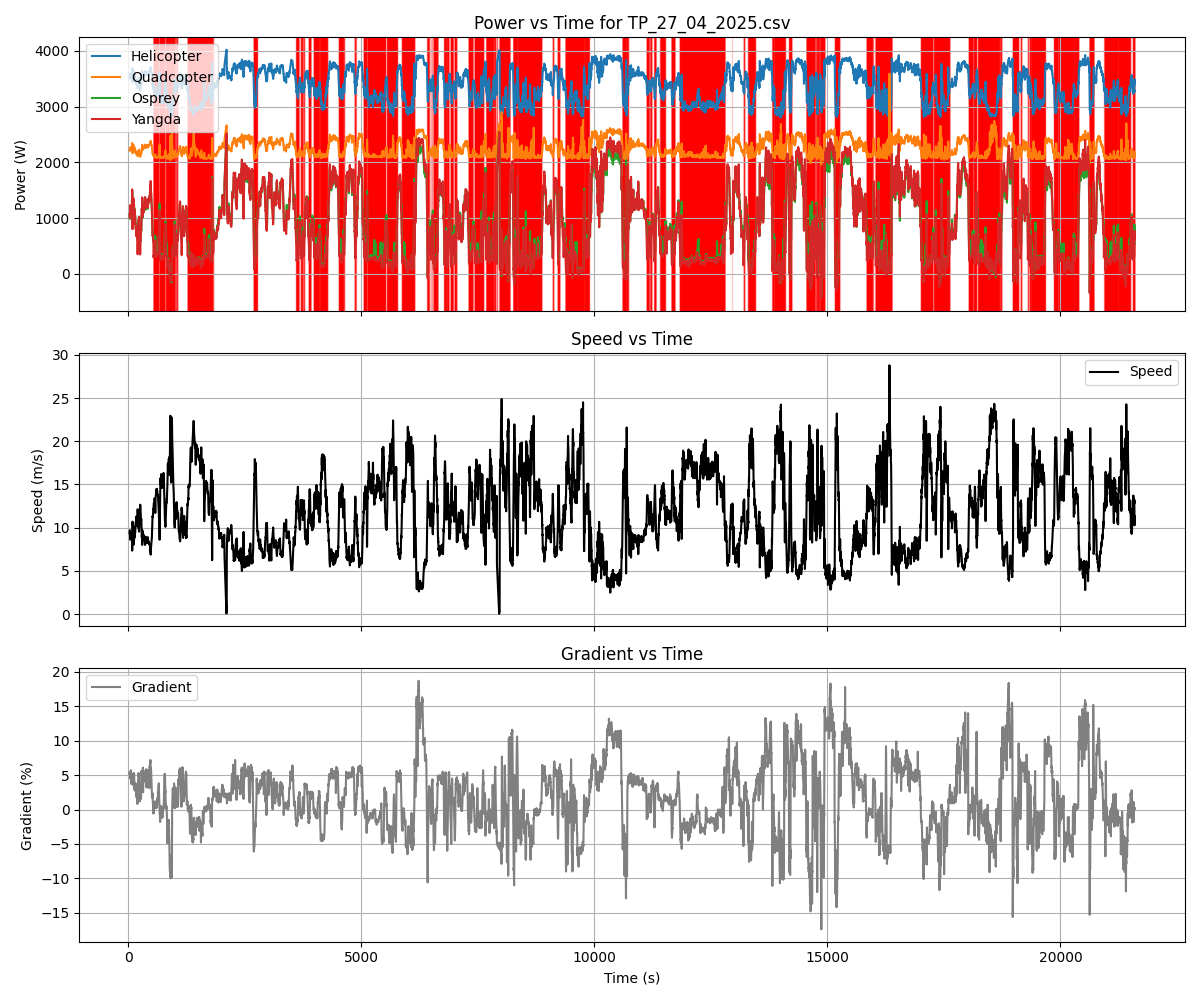 Power vs Time for TP_27_04_2025.csv
Power (W)
4000
3000
2000
1000
0
Helicopter
Quadcopter
Osprey
Yangda
Speed vs Time
Speed (m/s)
30
25
20
15
10
5
0
Speed
Gradient vs Time
Gradient (%)
20
15
10
5
0
−5
−10
−15
Gradient
0 5000 10000 15000 20000
Time (s)